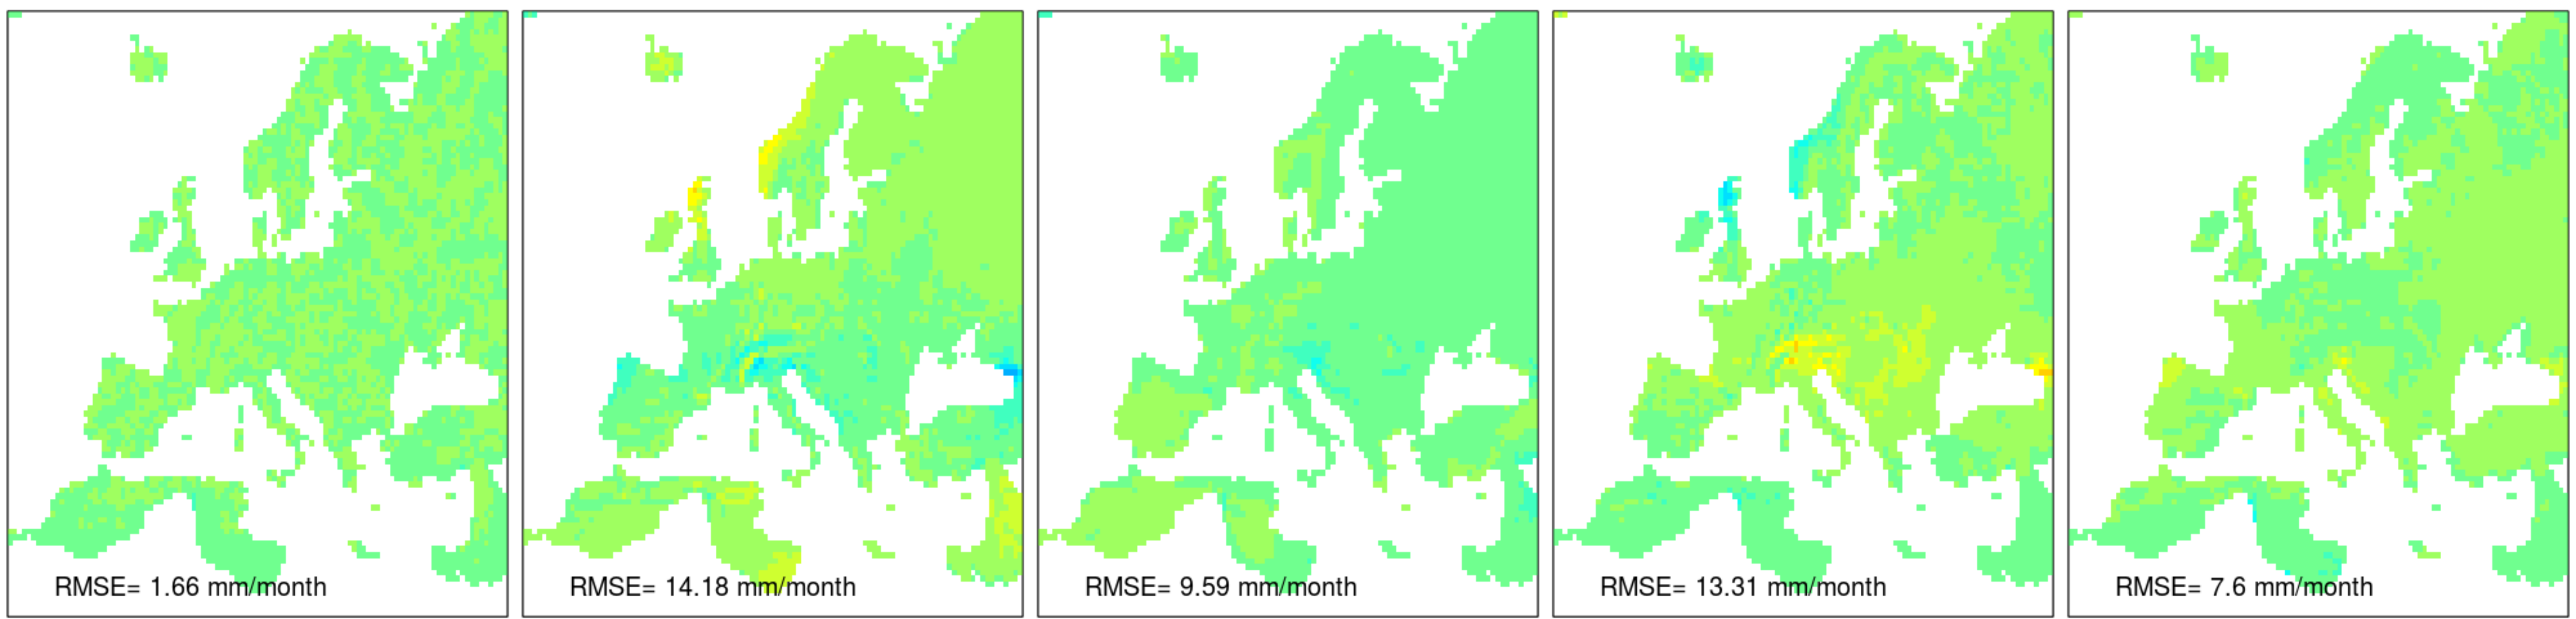 RMSE= 1.66 mm/month
RMSE= 14.18 mm/month
RMSE= 9.59 mm/month
RMSE= 13.31 mm/month
RMSE= 7.6 mm/month